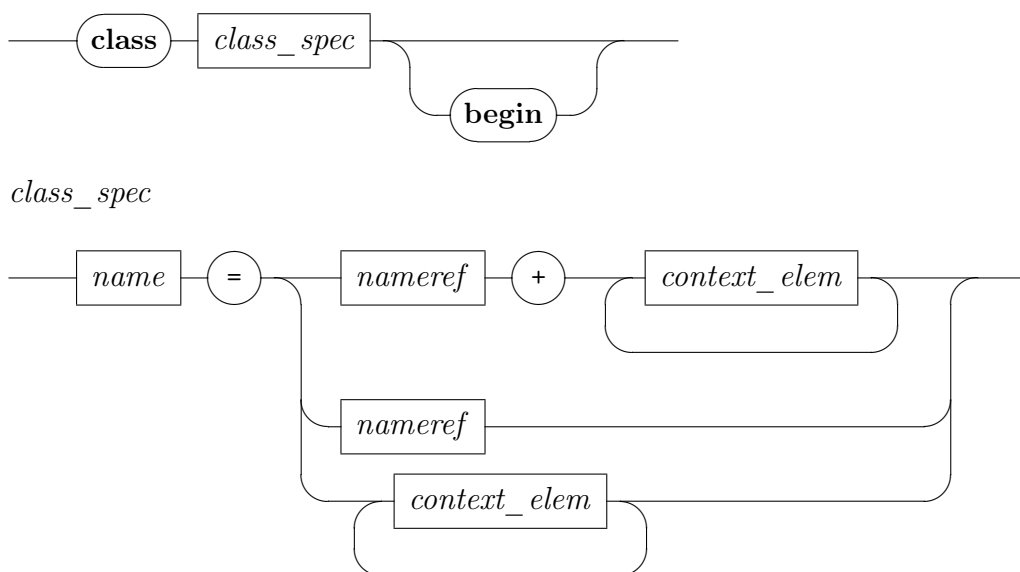 class class_spec
begin
class_spec
name = nameref + context_elem
nameref
context_elem